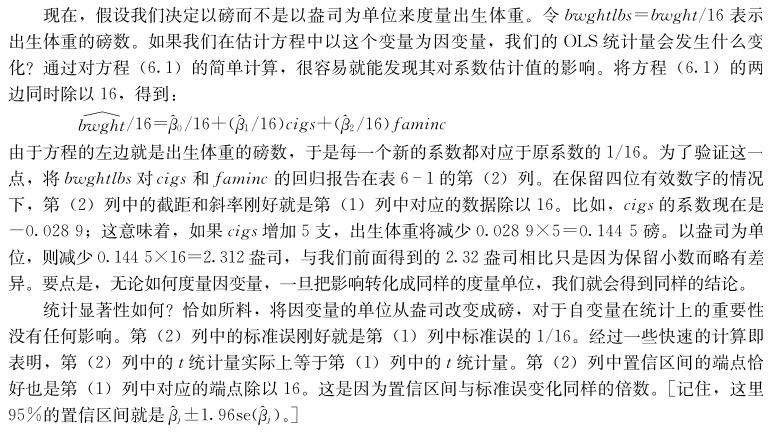 现在，假设我们决定以磅而不是以盎司为单位来度量出生体重。令 bwghtlbs=bwght/16 表示
出生体重的磅数。如果我们在估计方程中以这个变量为因变量，我们的 OLS 统计量会发生什么变
化？通过对方程（6.1）的简单计算，很容易就能发现其对系数估计值的影响。将方程（6.1）的两
边同时除以 16，得到：
$\widehat{bwght}/16=\hat{\beta}_0/16+(\hat{\beta}_1/16)cigs+(\hat{\beta}_2/16)faminc$
由于方程的左边就是出生体重的磅数，于是每一个新的系数都对应于原系数的 1/16。为了验证这一
点，将 bwghtlbs 对 cigs 和 faminc 的回归报告在表 6-1 的第（2）列。在保留四位有效数字的情况
下，第（2）列中的截距和斜率刚好就是第（1）列中对应的数据除以 16。比如，cigs 的系数现在是
−0.028 9；这意味着，如果 cigs 增加 5 支，出生体重将减少 0.028 9×5=0.144 5 磅。以盎司为单
位，则减少 0.144 5×16=2.312 盎司，与我们前面得到的 2.32 盎司相比只是因为保留小数而略有差
异。要点是，无论如何度量因变量，一旦把影响转化成同样的度量单位，我们就会得到同样的结论。
统计显著性如何？恰如所料，将因变量的单位从盎司改变成磅，对于自变量在统计上的重要性
没有任何影响。第（2）列中的标准误刚好就是第（1）列中标准误的 1/16。经过一些快速的计算即
表明，第（2）列中的 t 统计量实际上等于第（1）列中的 t 统计量。第（2）列中置信区间的端点恰
好也是第（1）列中对应的端点除以 16。这是因为置信区间与标准误变化同样的倍数。［记住，这里
95%的置信区间就是 $\hat{\beta}_j±1.96se(\hat{\beta}_j)$。］